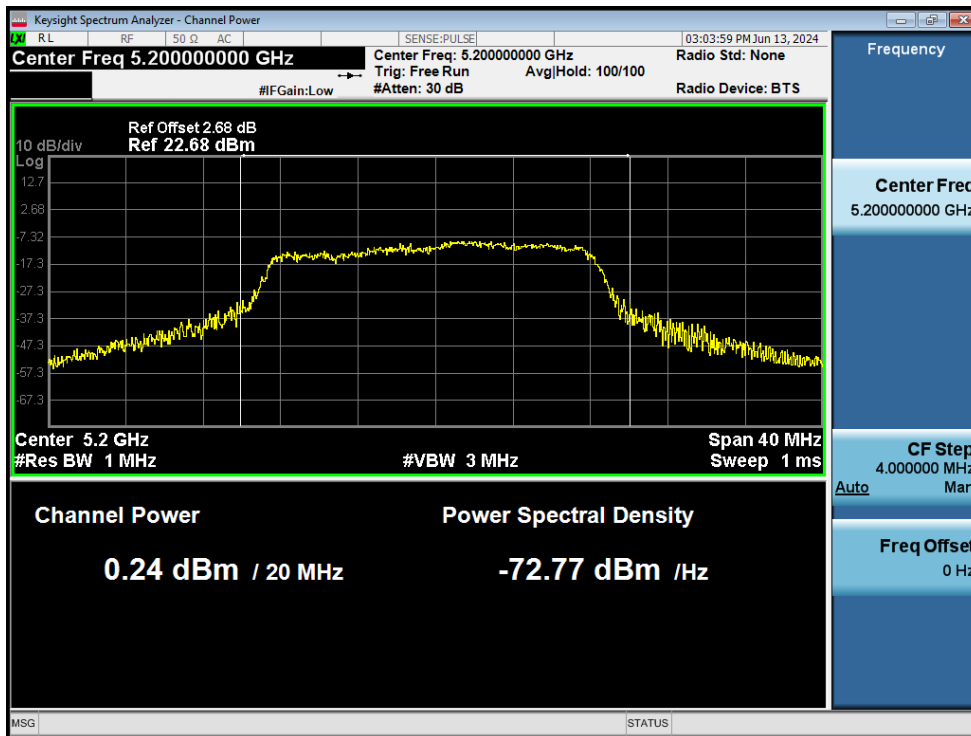 Keysight Spectrum Analyzer - Channel Power
LXI RL RF 50 Ω AC SENSE:PULSE 03:03:59 PM Jun 13, 2024
Center Freq 5.200000000 GHz
Center Freq: 5.200000000 GHz Radio Std: None
Trig: Free Run Avg|Hold: 100/100
#IFGain:Low #Atten: 30 dB Radio Device: BTS
Ref Offset 2.68 dB
10 dB/div Ref 22.68 dBm
Log
12.7
2.68
-7.32
-17.3
-27.3
-37.3
-47.3
-57.3
-67.3
Center 5.2 GHz Span 40 MHz
#Res BW 1 MHz #VBW 3 MHz Sweep 1 ms
Channel Power Power Spectral Density
0.24 dBm / 20 MHz -72.77 dBm /Hz
Frequency
Center Freq
5.200000000 GHz
CF Step
4.000000 MHz
Auto Man
Freq Offset
0 Hz
MSG STATUS